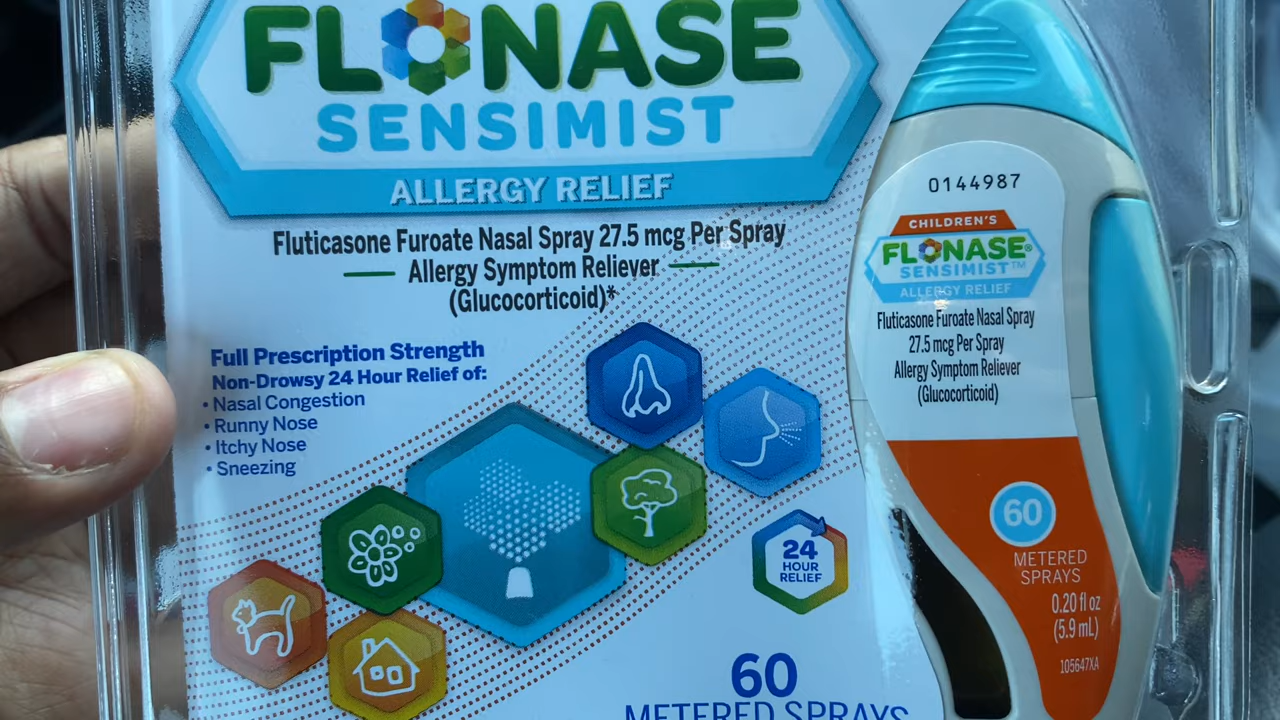 FLONASE
SENSIMIST
ALLERGY RELIEF
Fluticasone Furoate Nasal Spray 27.5 mcg Per Spray
Allergy Symptom Reliever
(Glucocorticoid)*
Full Prescription Strength
Non-Drowsy 24 Hour Relief of:
• Nasal Congestion
• Runny Nose
• Itchy Nose
• Sneezing
24
HOUR
RELIEF
60
METERED SPRAYS
0144987
CHILDREN'S
FLONASE®
SENSIMIST™
ALLERGY RELIEF
Fluticasone Furoate Nasal Spray
27.5 mcg Per Spray
Allergy Symptom Reliever
(Glucocorticoid)
60
METERED
SPRAYS
0.20 fl oz
(5.9 mL)
105647XA